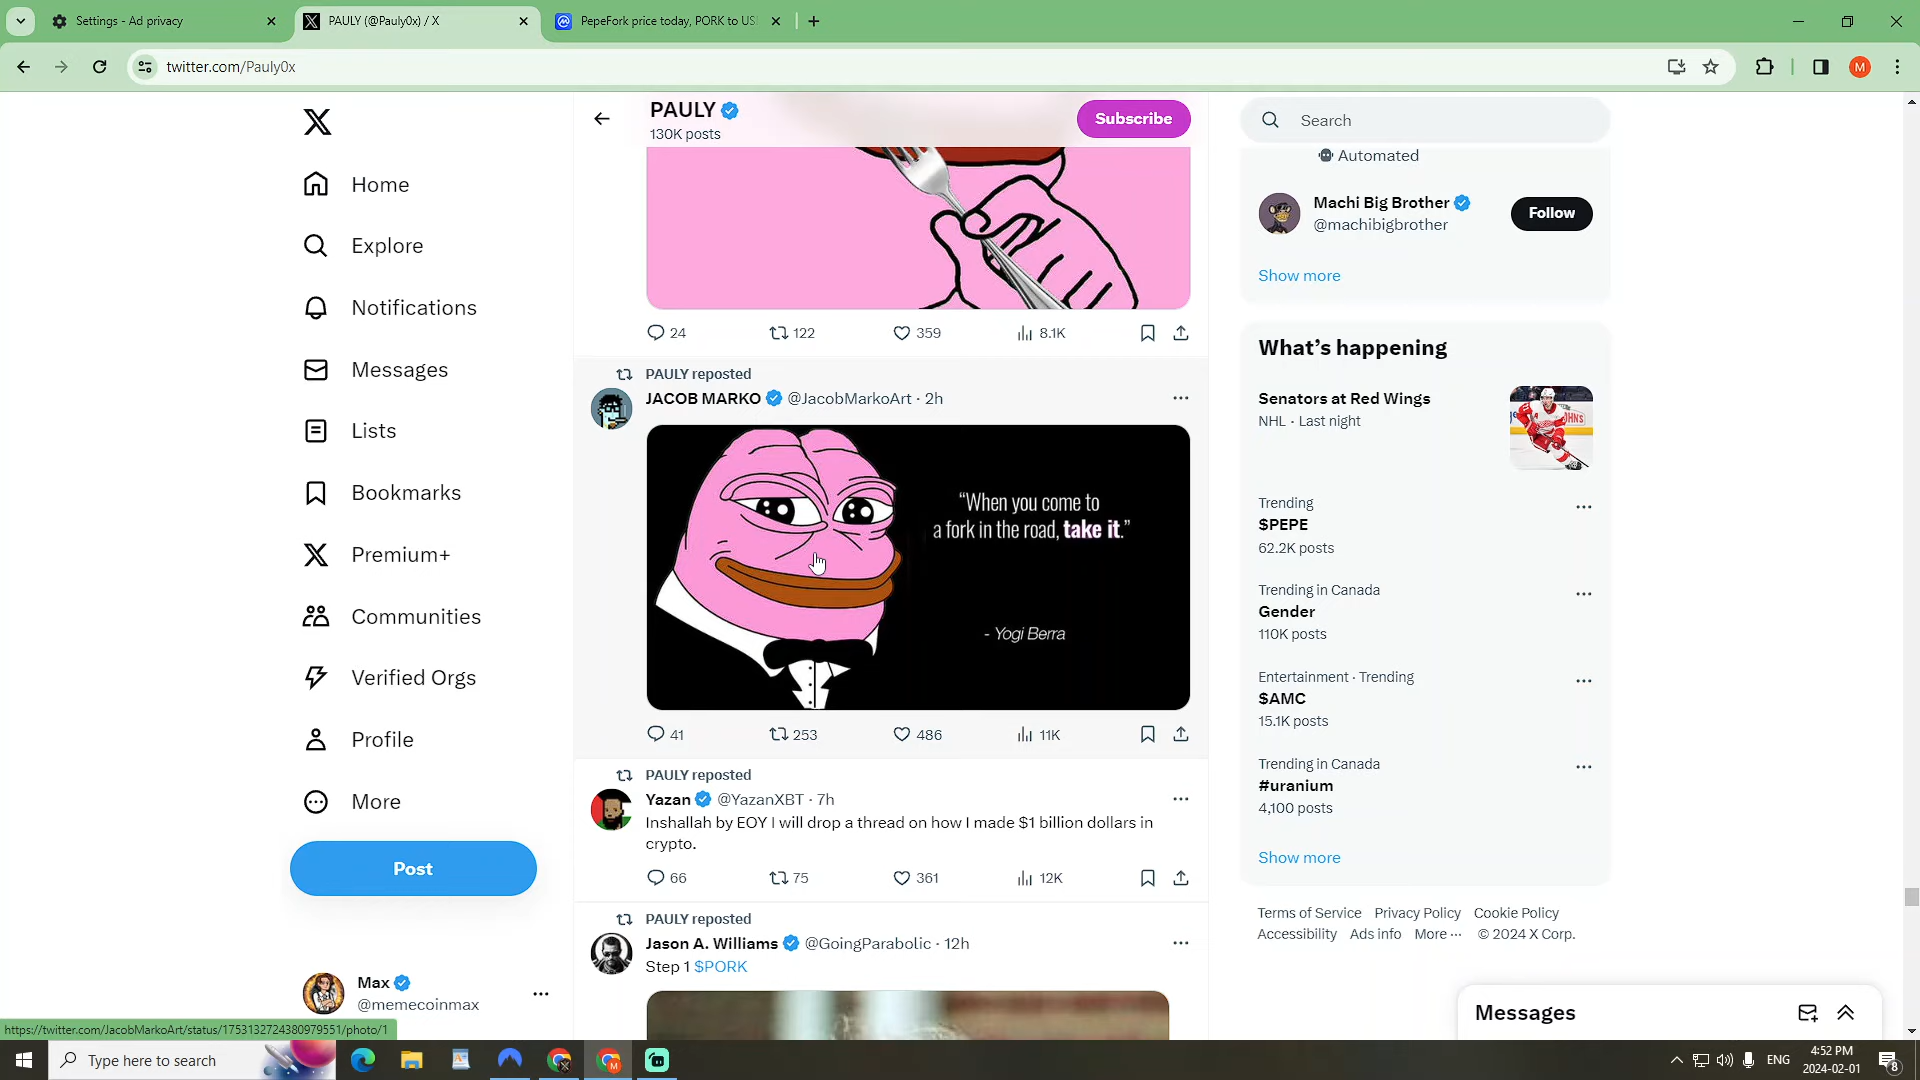 Settings - Ad privacy
PAULY (@Pauly0x) / X
PepeFork price today, PORK to US
twitter.com/Pauly0x
M
PAULY
130K posts
Subscribe
Search
Home
Explore
Notifications
Messages
Lists
Bookmarks
Premium+
Communities
Verified Orgs
Profile
More
Post
Max
@memecoinmax
24
122
359
8.1K
PAULY reposted
JACOB MARKO @JacobMarkoArt · 2h
“When you come to
a fork in the road, take it.”
- Yogi Berra
41
253
486
11K
PAULY reposted
Yazan @YazanXBT · 7h
Inshallah by EOY I will drop a thread on how I made $1 billion dollars in
crypto.
66
75
361
12K
PAULY reposted
Jason A. Williams @GoingParabolic · 12h
Step 1 $PORK
Automated
Machi Big Brother
@machibigbrother
Follow
Show more
What’s happening
Senators at Red Wings
NHL · Last night
Trending
$PEPE
62.2K posts
Trending in Canada
Gender
110K posts
Entertainment · Trending
$AMC
15.1K posts
Trending in Canada
#uranium
4,100 posts
Show more
Terms of Service Privacy Policy Cookie Policy
Accessibility Ads info More ··· © 2024 X Corp.
Messages
https://twitter.com/JacobMarkoArt/status/1753132724380979551/photo/1
Type here to search
ENG
4:52 PM
2024-02-01
8